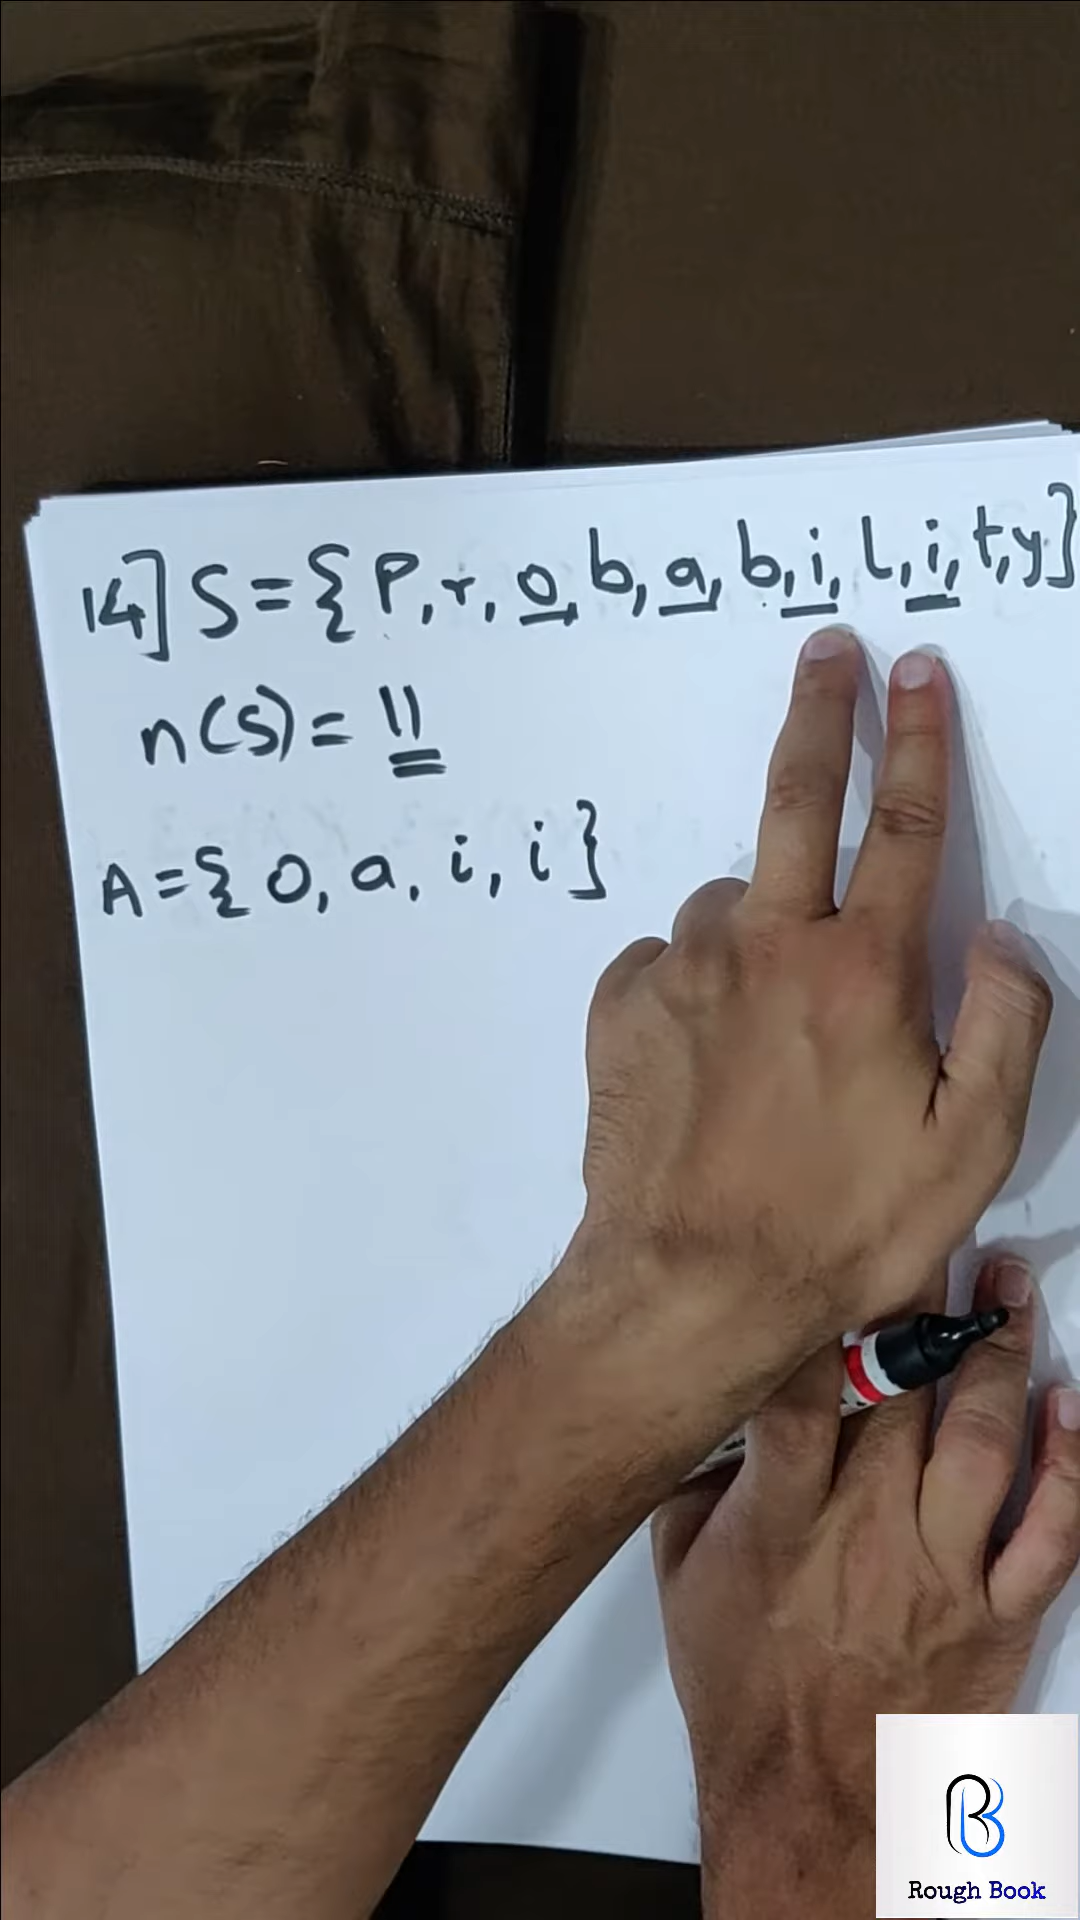 14] S = { P, r, o, b, a, b, i, l, i, t, y }
n(S) = 11
A = { o, a, i, i }
Rough Book